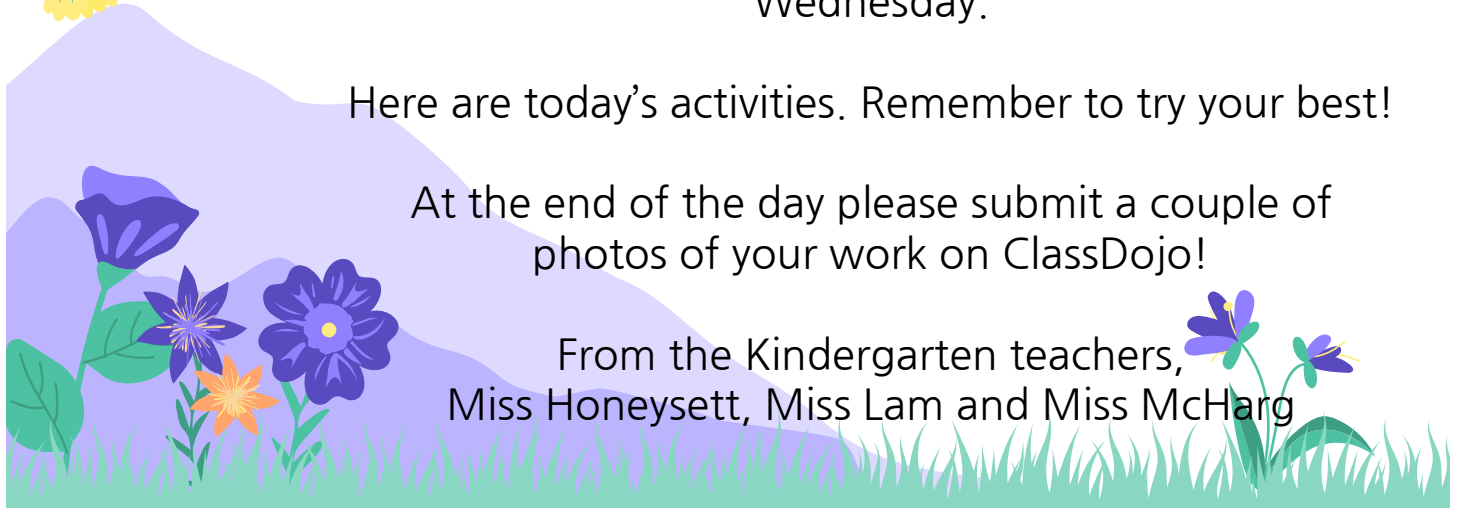 Wednesday.
Here are today’s activities. Remember to try your best!
At the end of the day please submit a couple of
photos of your work on ClassDojo!
From the Kindergarten teachers,
Miss Honeysett, Miss Lam and Miss McHarg